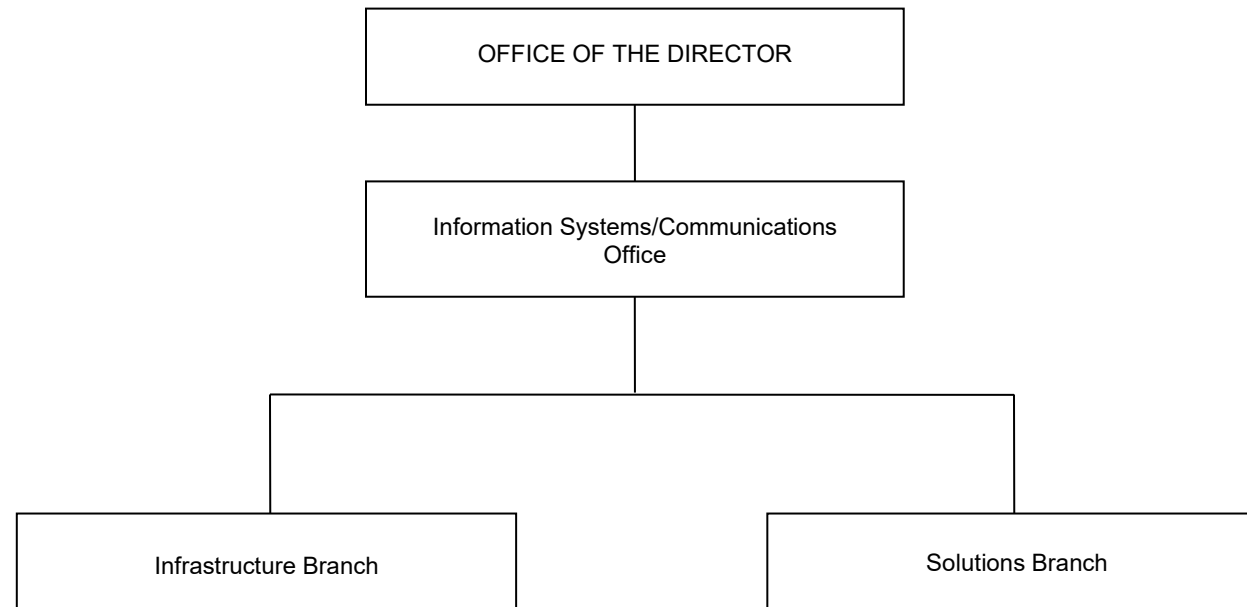 OFFICE OF THE DIRECTOR
Information Systems/Communications
Office
Infrastructure Branch
Solutions Branch